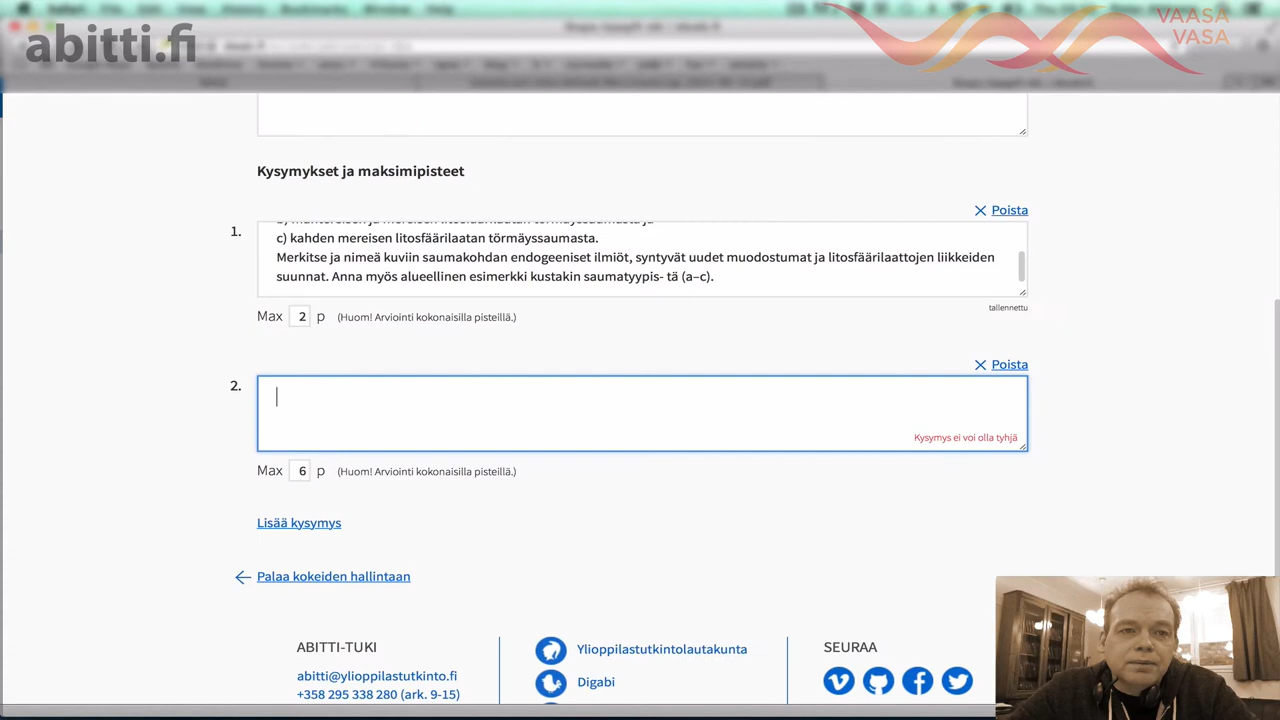 abitti.fi
VAASA
VASA
Kysymykset ja maksimipisteet
Poista
1.
c) kahden mereisen litosfäärilaatan törmäyssaumasta.
Merkitse ja nimeä kuviin saumakohdan endogeeniset ilmiöt, syntyvät uudet muodostumat ja litosfäärilaattojen liikkeiden
suunnat. Anna myös alueellinen esimerkki kustakin saumatyypis- tä (a–c).
tallennettu
Max 2 p (Huom! Arviointi kokonaisilla pisteillä.)
Poista
2.
Kysymys ei voi olla tyhjä
Max 6 p (Huom! Arviointi kokonaisilla pisteillä.)
Lisää kysymys
Palaa kokeiden hallintaan
ABITTI-TUKI
abitti@ylioppilastutkinto.fi
+358 295 338 280 (ark. 9-15)
Ylioppilastutkintolautakunta
Digabi
SEURAA